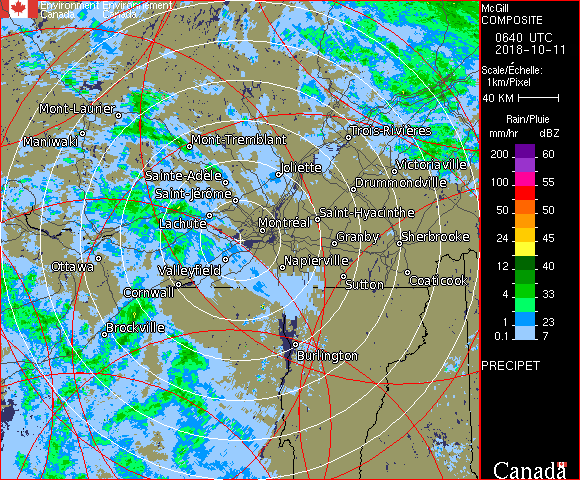 Environment Environnement
Canada Canada
McGill
COMPOSITE
0640 UTC
2018-10-11
Scale/Échelle:
1km/Pixel
40 KM
Rain/Pluie
mm/hr dBZ
200 60
100 55
50 50
24 45
12 40
4 33
1 23
0.1 7
PRECIPET
Canada
Mont-Laurier
Maniwaki
Mont-Tremblant
Trois-Rivières
Sainte-Adèle
Joliette
Victoriaville
Saint-Jérôme
Drummondville
Lachute
Montréal
Saint-Hyacinthe
Granby
Sherbrooke
Ottawa
Valleyfield
Napierville
Cornwall
Sutton
Coaticook
Brockville
Burlington